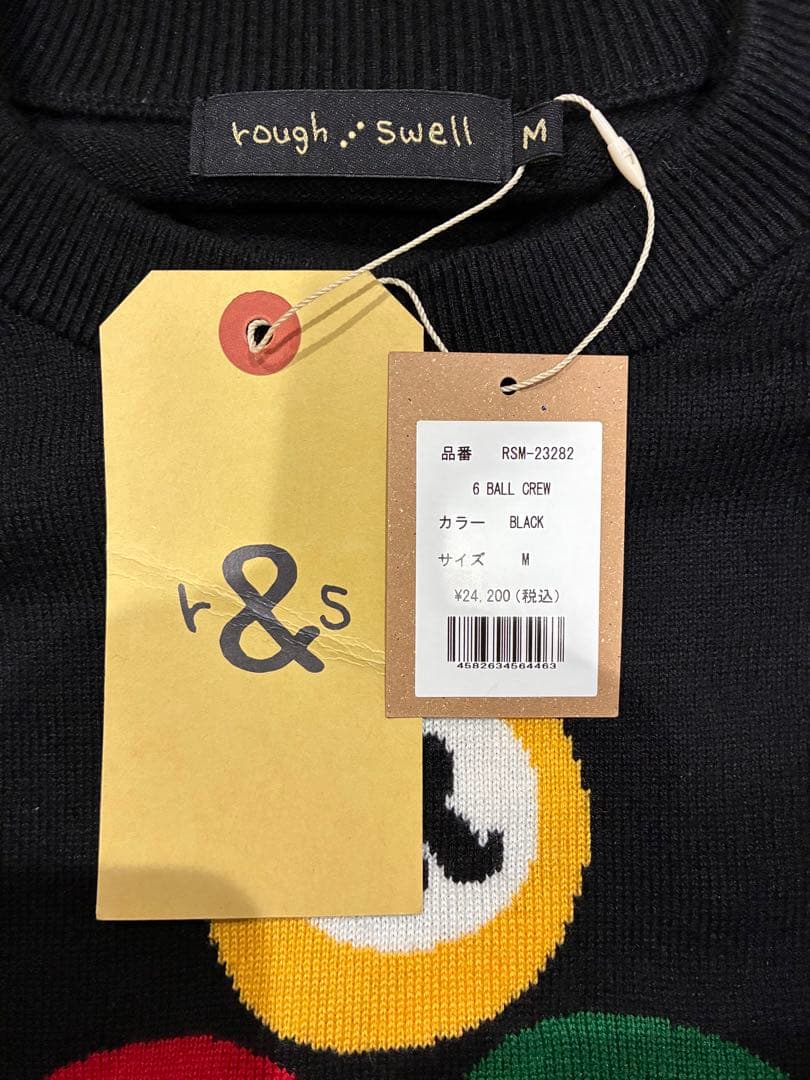 rough swell
M
r & s
品番 RSM-23282
6 BALL CREW
カラー BLACK
サイズ M
¥24,200(税込)
4582634564463